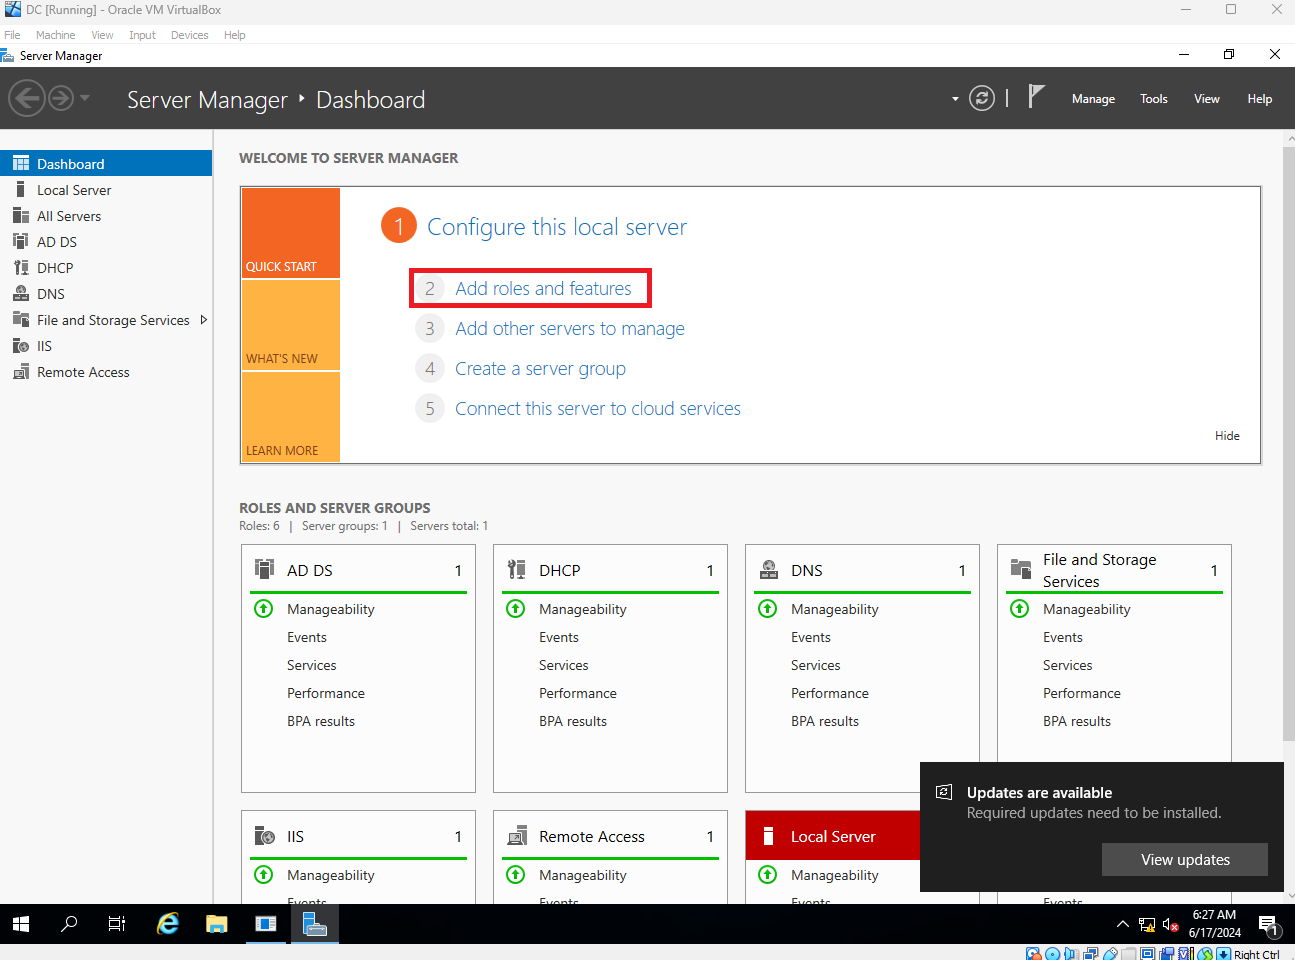 DC [Running] - Oracle VM VirtualBox
File Machine View Input Devices Help
Server Manager
Server Manager Dashboard
Manage Tools View Help
Dashboard
Local Server
All Servers
AD DS
DHCP
DNS
File and Storage Services
IIS
Remote Access
WELCOME TO SERVER MANAGER
QUICK START
WHAT'S NEW
LEARN MORE
1 Configure this local server
2 Add roles and features
3 Add other servers to manage
4 Create a server group
5 Connect this server to cloud services
Hide
ROLES AND SERVER GROUPS
Roles: 6 | Server groups: 1 | Servers total: 1
AD DS 1
Manageability
Events
Services
Performance
BPA results
DHCP 1
Manageability
Events
Services
Performance
BPA results
DNS 1
Manageability
Events
Services
Performance
BPA results
File and Storage
Services 1
Manageability
Events
Services
Performance
BPA results
IIS 1
Manageability
Events
Remote Access 1
Manageability
Events
Local Server
Manageability
Events
Events
Updates are available
Required updates need to be installed.
View updates
6:27 AM
6/17/2024
1
Right Ctrl